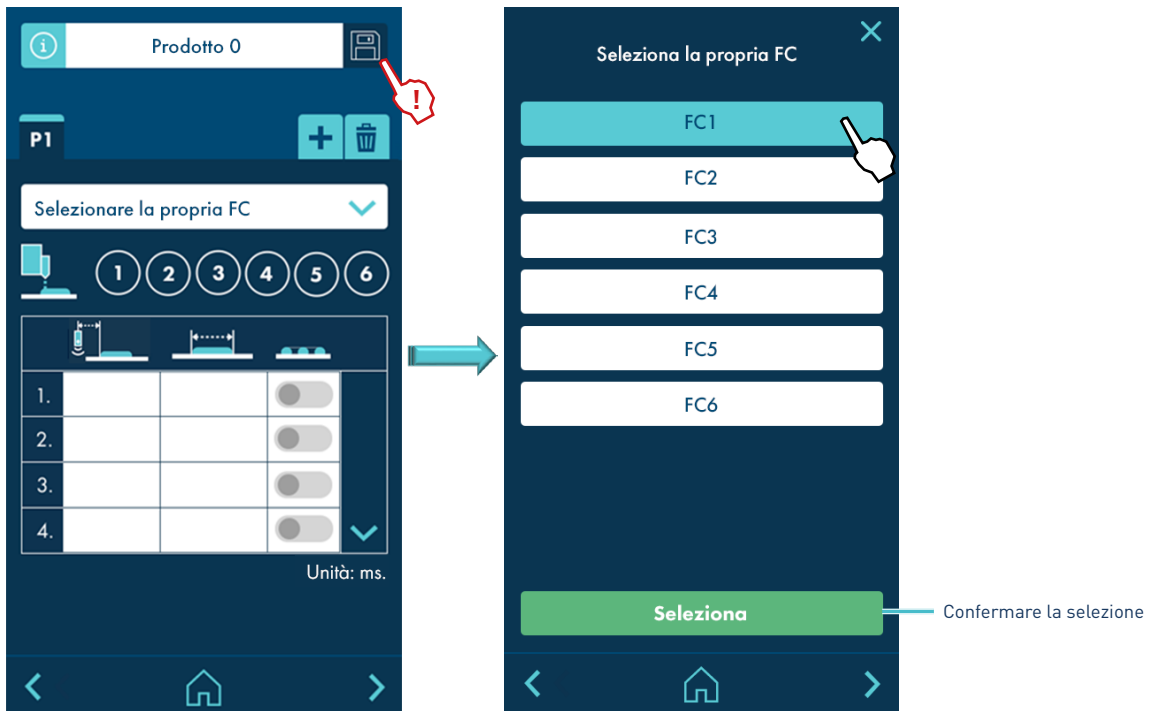 i
Prodotto 0
!
P1
Selezionare la propria FC
1 2 3 4 5 6
1.
2.
3.
4.
Unità: ms.
Seleziona la propria FC
FC1
FC2
FC3
FC4
FC5
FC6
Seleziona
Confermare la selezione